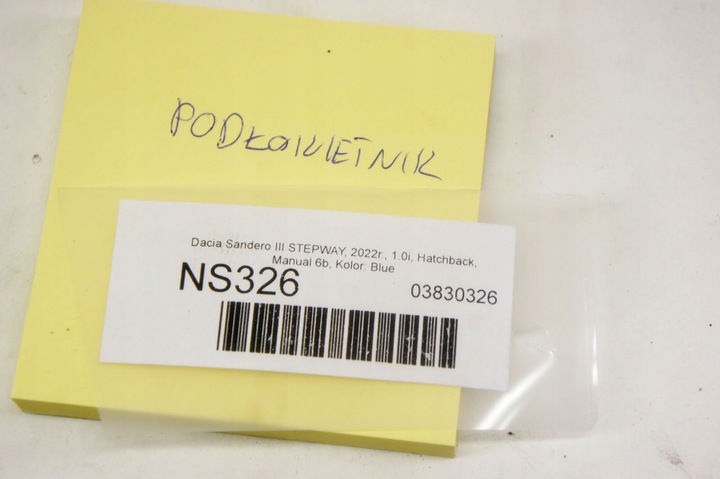 PODŁOKIETNIK
Dacia Sandero III STEPWAY, 2022r., 1.0i, Hatchback,
Manual 6b, Kolor: Blue
NS326
03830326